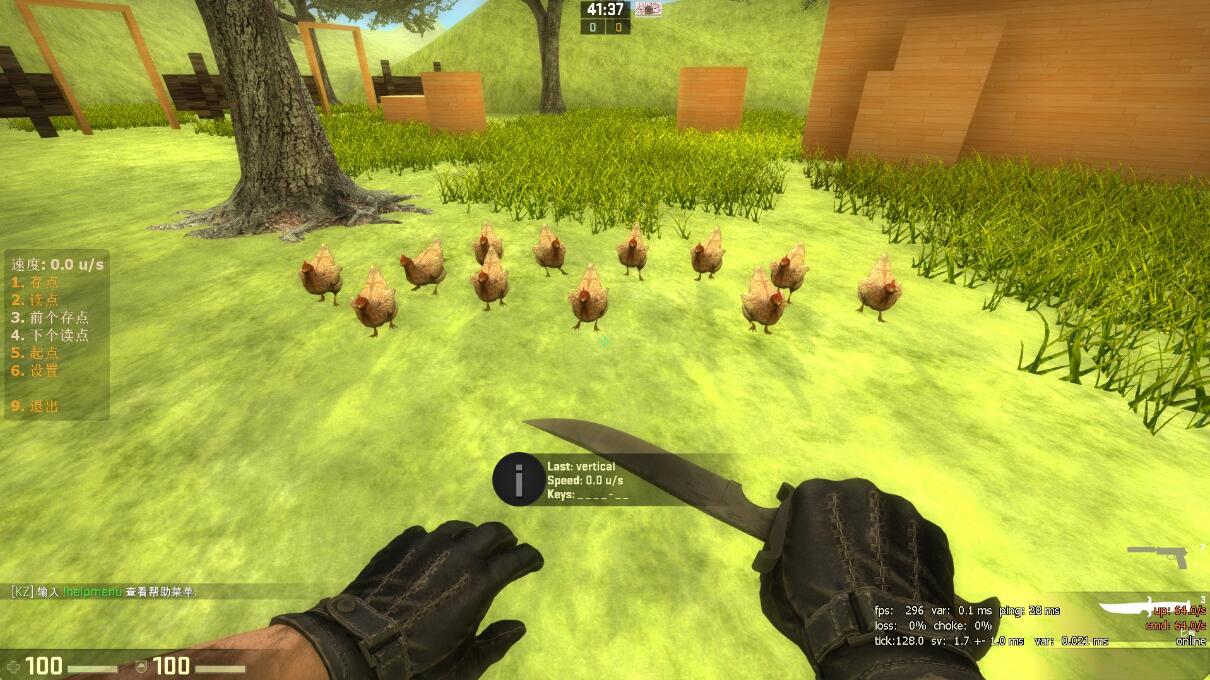 41:37
0 0
速度: 0.0 u/s
1. 存点
2. 读点
3. 前个存点
4. 下个读点
5. 起点
6. 设置
9. 退出
Last: vertical
Speed: 0.0 u/s
Keys: _ _ _ _ - _ _
[KZ] 输入 !helpmenu 查看帮助菜单.
2
3
fps: 296 var: 0.1 ms ping: 28 ms
loss: 0% choke: 0%
tick:128.0 sv: 1.7 +- 1.0 ms var: 0.021 ms
up: 64.0/s
cmd: 64.0/s
online
100 100